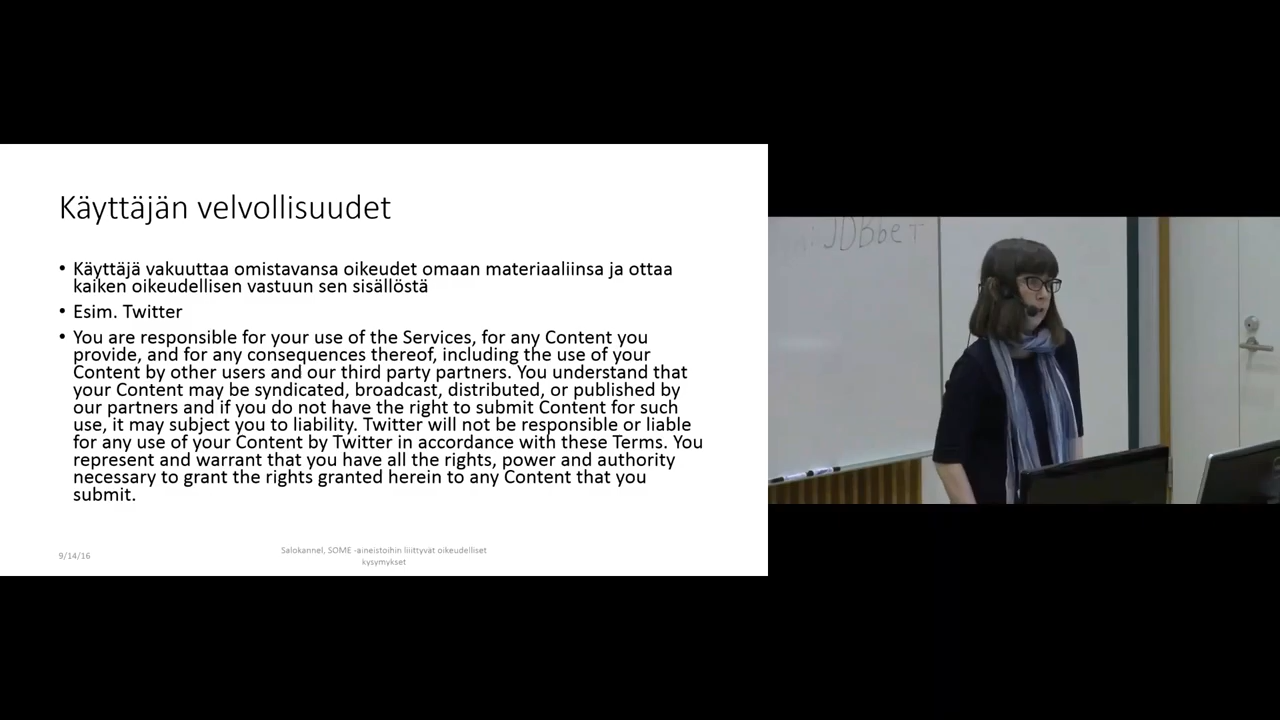 Käyttäjän velvollisuudet
• Käyttäjä vakuuttaa omistavansa oikeudet omaan materiaaliinsa ja ottaa
kaiken oikeudellisen vastuun sen sisällöstä
• Esim. Twitter
• You are responsible for your use of the Services, for any Content you
provide, and for any consequences thereof, including the use of your
Content by other users and our third party partners. You understand that
your Content may be syndicated, broadcast, distributed, or published by
our partners and if you do not have the right to submit Content for such
use, it may subject you to liability. Twitter will not be responsible or liable
for any use of your Content by Twitter in accordance with these Terms. You
represent and warrant that you have all the rights, power and authority
necessary to grant the rights granted herein to any Content that you
submit.
9/14/16
Salokannel, SOME -aineistoihin liiittyvät oikeudelliset
kysymykset